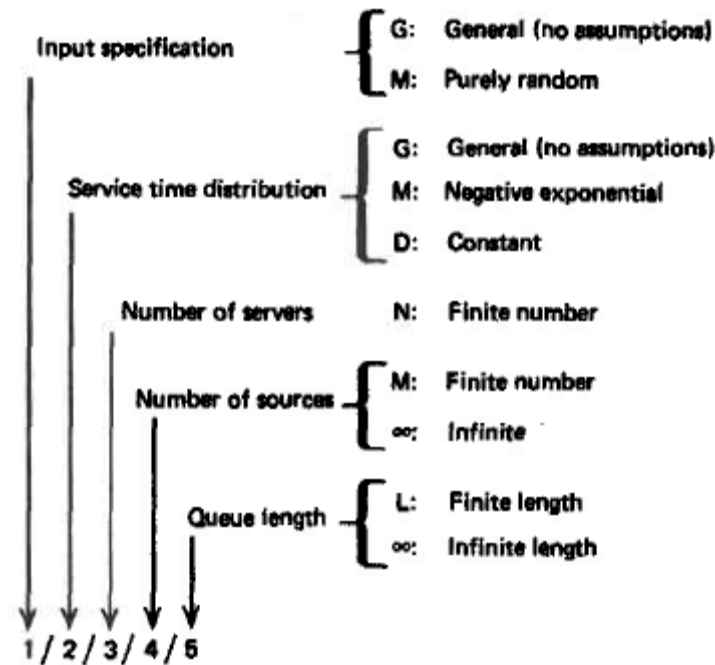 Input specification
G: General (no assumptions)
M: Purely random
Service time distribution
G: General (no assumptions)
M: Negative exponential
D: Constant
Number of servers
N: Finite number
Number of sources
M: Finite number
∞: Infinite
Queue length
L: Finite length
∞: Infinite length
1 / 2 / 3 / 4 / 5